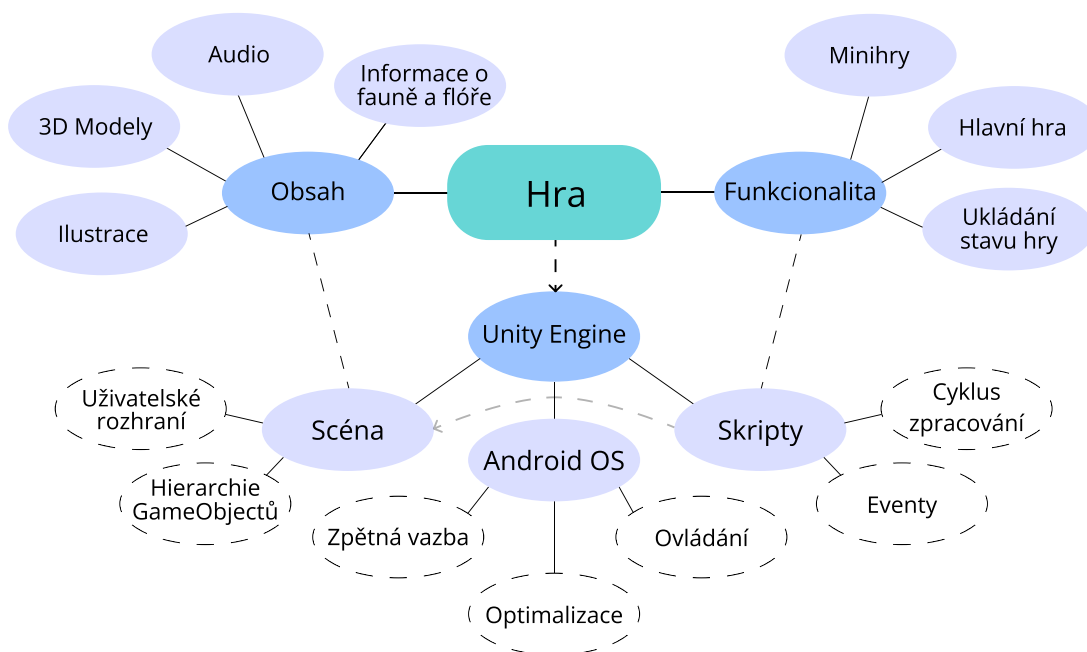 Audio
Minihry
Informace o
fauně a flóře
3D Modely
Hlavní hra
Obsah
Hra
Funkcionalita
Ilustrace
Ukládání
stavu hry
Unity Engine
Uživatelské
rozhraní
Scéna
Skripty
Cyklus
zpracování
Android OS
Hierarchie
GameObjectů
Eventy
Zpětná vazba
Ovládání
Optimalizace